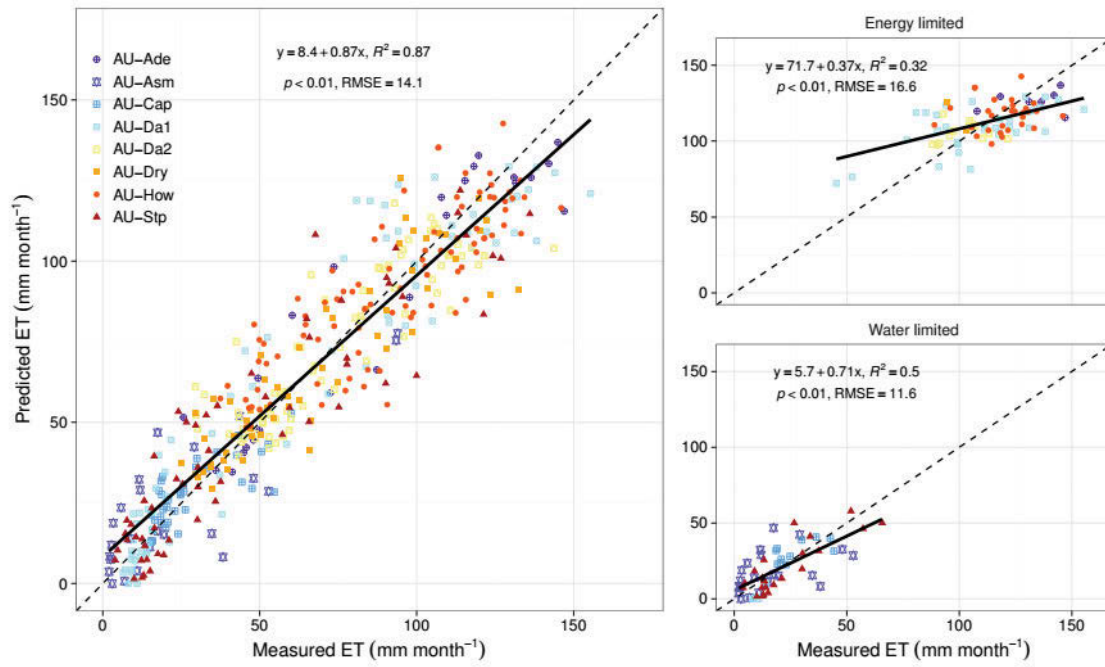 y = 8.4 + 0.87x, R² = 0.87
p < 0.01, RMSE = 14.1
AU−Ade
AU−Asm
AU−Cap
AU−Da1
AU−Da2
AU−Dry
AU−How
AU−Stp
150
100
50
0
0 50 100 150
Predicted ET (mm month⁻¹)
Measured ET (mm month⁻¹)
Energy limited
y = 71.7 + 0.37x, R² = 0.32
p < 0.01, RMSE = 16.6
150
100
50
0
Water limited
y = 5.7 + 0.71x, R² = 0.5
p < 0.01, RMSE = 11.6
150
100
50
0
0 50 100 150
Measured ET (mm month⁻¹)